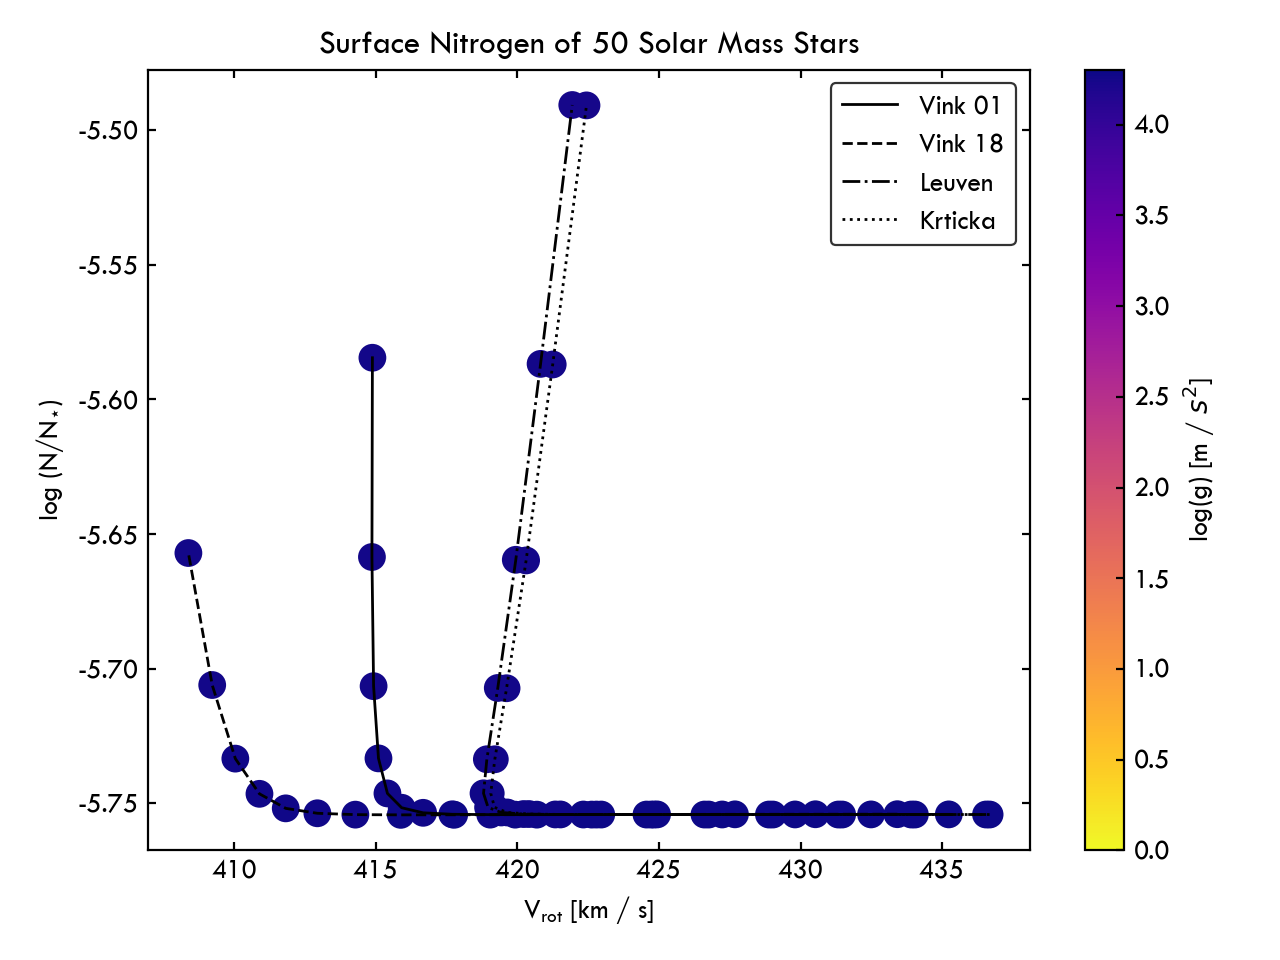 Surface Nitrogen of 50 Solar Mass Stars
Vink 01
Vink 18
Leuven
Krticka
-5.50
-5.55
-5.60
-5.65
-5.70
-5.75
log (N/N⋆)
410
415
420
425
430
435
V_rot [km / s]
4.0
3.5
3.0
2.5
2.0
1.5
1.0
0.5
0.0
log(g) [m / s²]